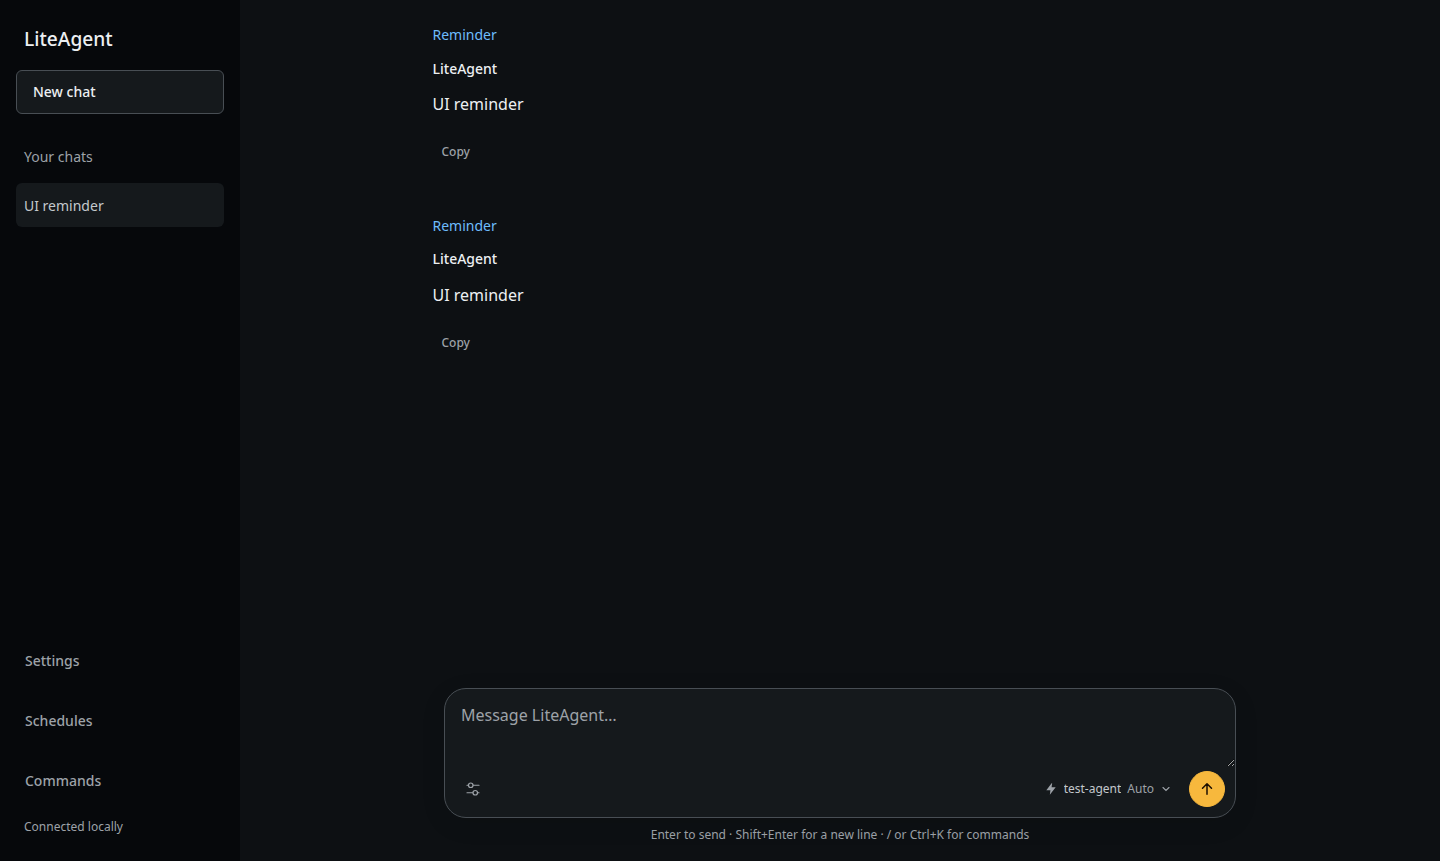 LiteAgent
New chat
Your chats
UI reminder
Settings
Schedules
Commands
Connected locally
Reminder
LiteAgent
UI reminder
Copy
Reminder
LiteAgent
UI reminder
Copy
Message LiteAgent...
test-agent Auto
Enter to send · Shift+Enter for a new line · / or Ctrl+K for commands